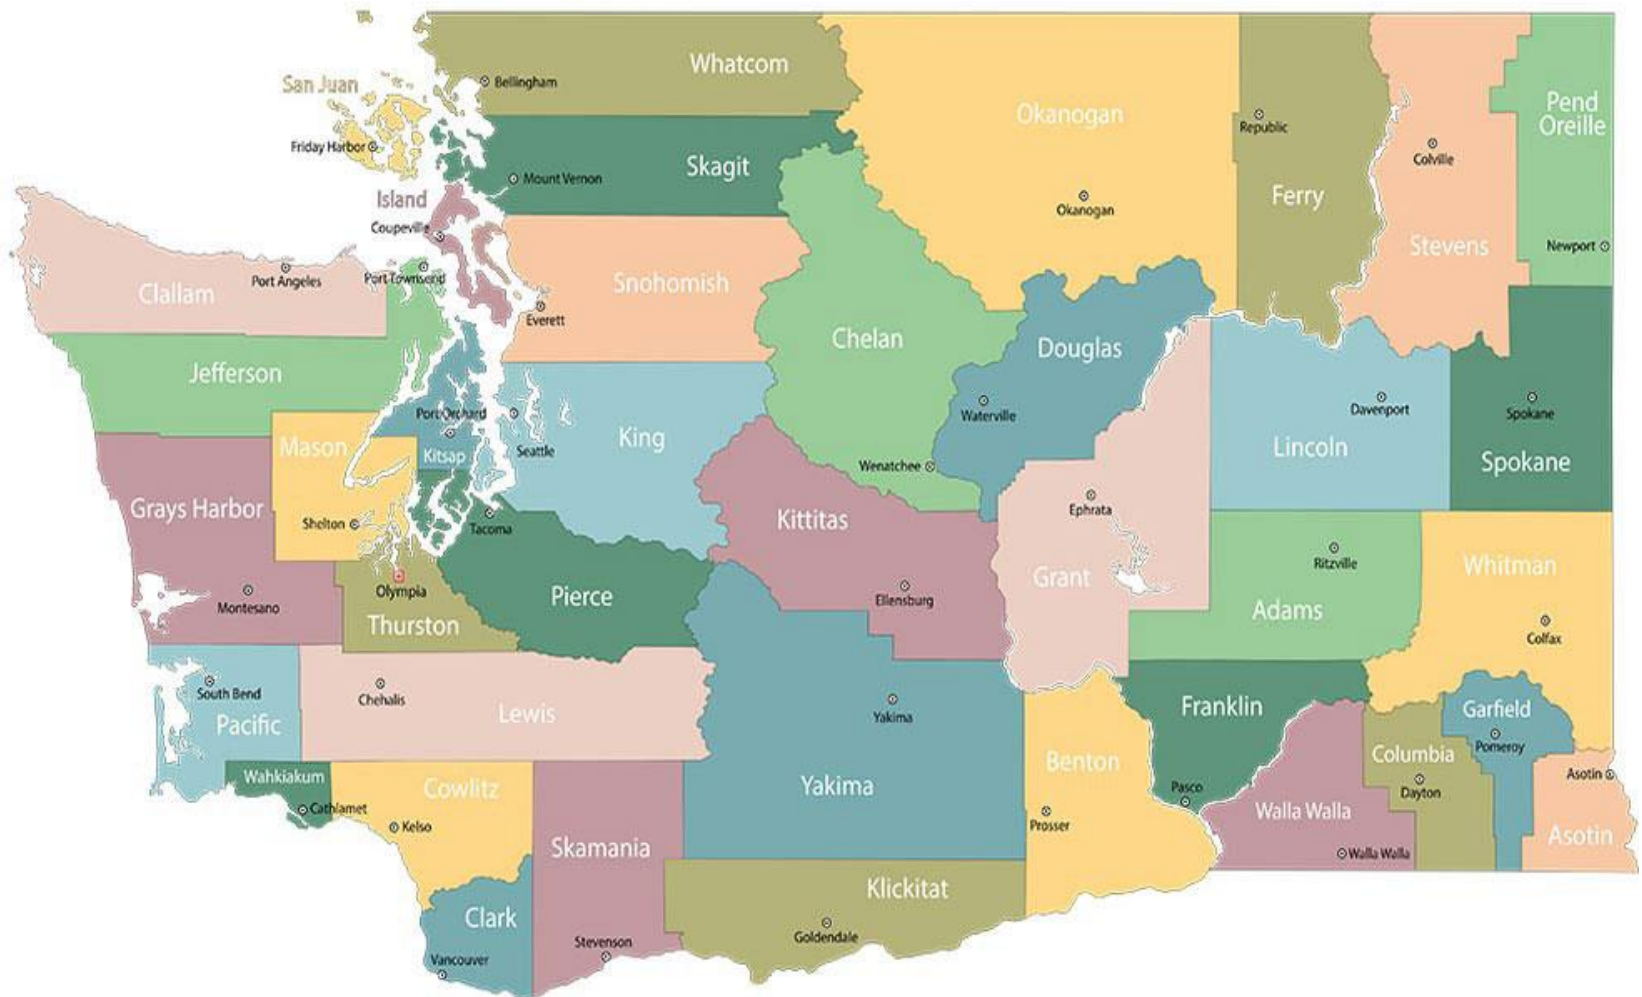 Whatcom
Bellingham
San Juan
Friday Harbor
Skagit
Mount Vernon
Island
Coupeville
Okanogan
Okanogan
Republic
Ferry
Colville
Stevens
Pend
Oreille
Newport
Clallam
Port Angeles
Port Townsend
Snohomish
Everett
Chelan
Wenatchee
Douglas
Waterville
Jefferson
Mason
Shelton
Port Orchard
Kitsap
Seattle
King
Lincoln
Davenport
Spokane
Spokane
Grays Harbor
Montesano
Tacoma
Pierce
Olympia
Thurston
Kittitas
Ellensburg
Ephrata
Grant
Ritzville
Adams
Whitman
Colfax
South Bend
Pacific
Chehalis
Lewis
Yakima
Yakima
Franklin
Pasco
Benton
Prosser
Garfield
Pomeroy
Columbia
Dayton
Walla Walla
Walla Walla
Asotin
Asotin
Wahkiakum
Cathlamet
Cowlitz
Kelso
Skamania
Stevenson
Clark
Vancouver
Klickitat
Goldendale